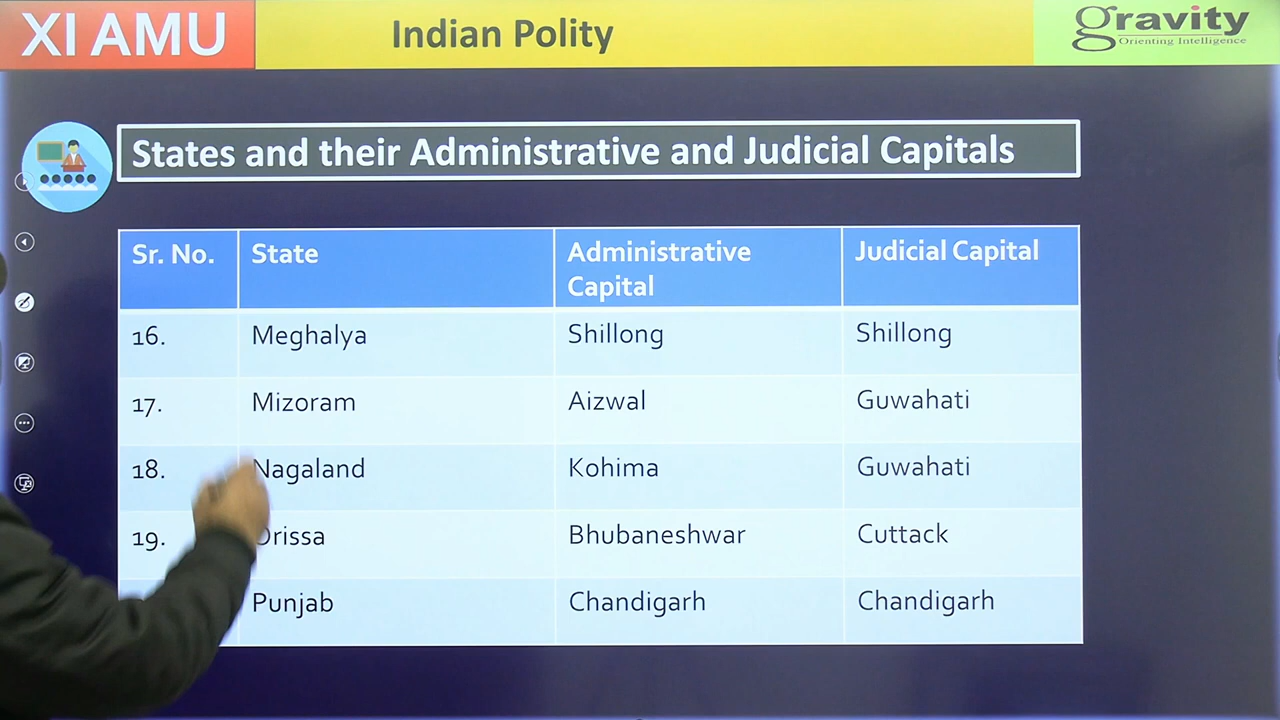 XI AMU
Indian Polity
gravity
Orienting Intelligence
States and their Administrative and Judicial Capitals
Sr. No. State Administrative Capital Judicial Capital
16. Meghalya Shillong Shillong
17. Mizoram Aizwal Guwahati
18. Nagaland Kohima Guwahati
19. Orissa Bhubaneshwar Cuttack
Punjab Chandigarh Chandigarh